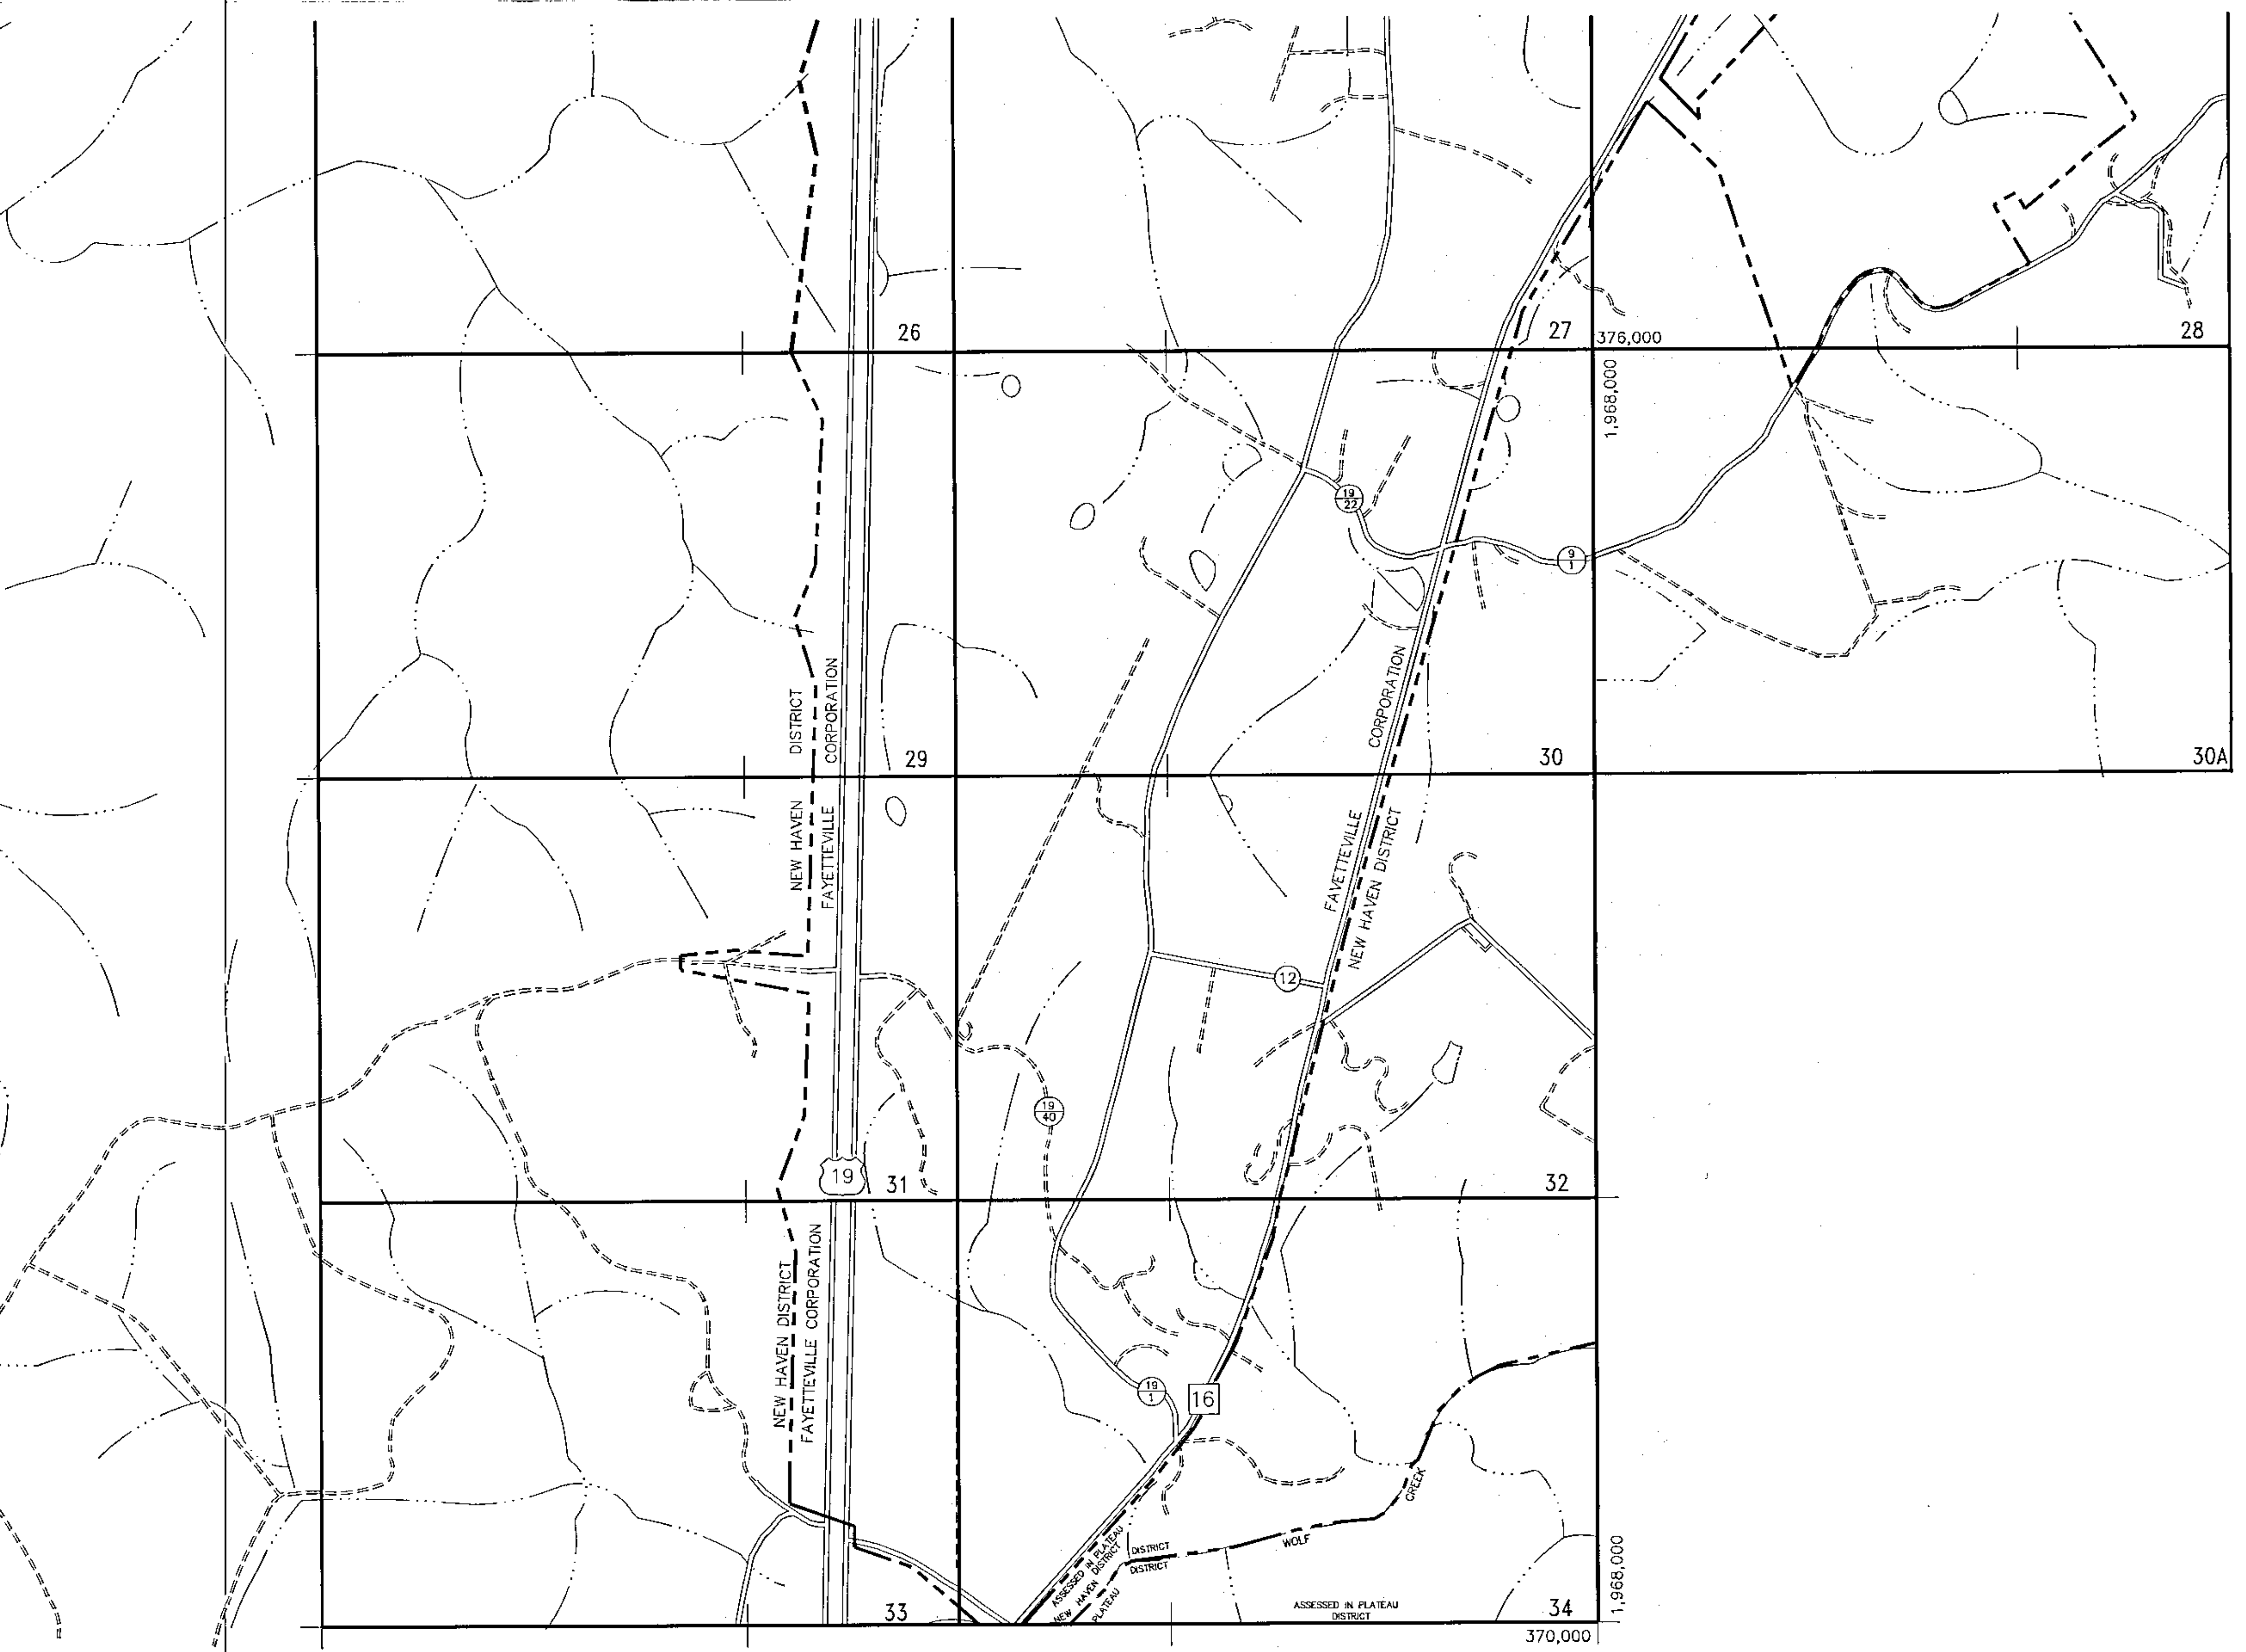 26
27
376,000
28
1,968,000
19
22
9
1
NEW HAVEN DISTRICT
FAYETTEVILLE CORPORATION
29
FAYETTEVILLE CORPORATION
30
30A
NEW HAVEN DISTRICT
12
19
40
19
31
32
NEW HAVEN DISTRICT
FAYETTEVILLE CORPORATION
19
1
16
CREEK
WOLF
DISTRICT
DISTRICT
ASSESSED IN PLATEAU
NEW HAVEN DISTRICT
PLATEAU
33
ASSESSED IN PLATEAU
DISTRICT
34
1,968,000
370,000